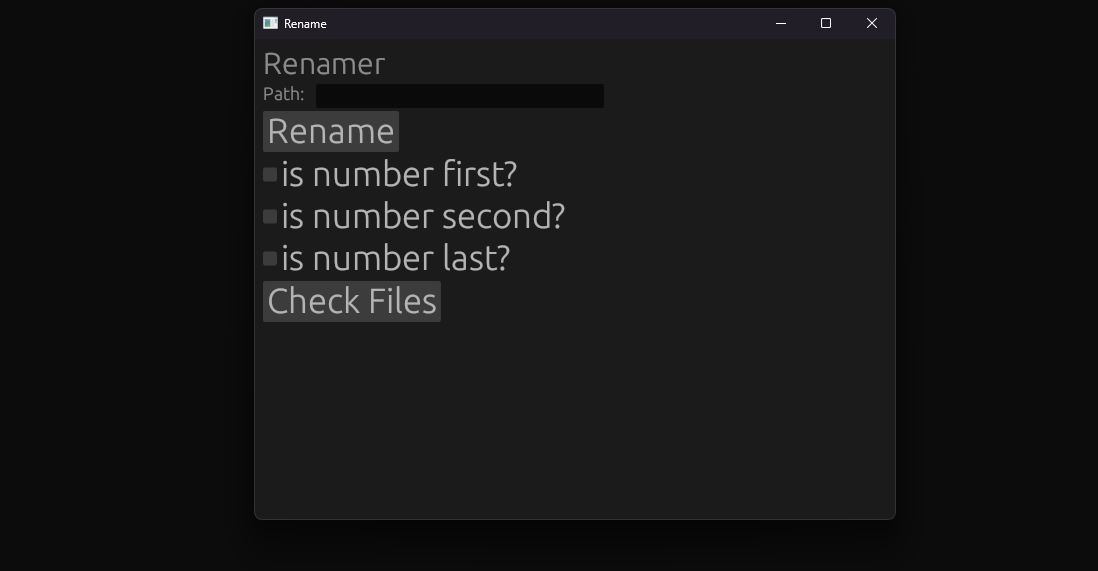 Rename
Renamer
Path:
Rename
is number first?
is number second?
is number last?
Check Files